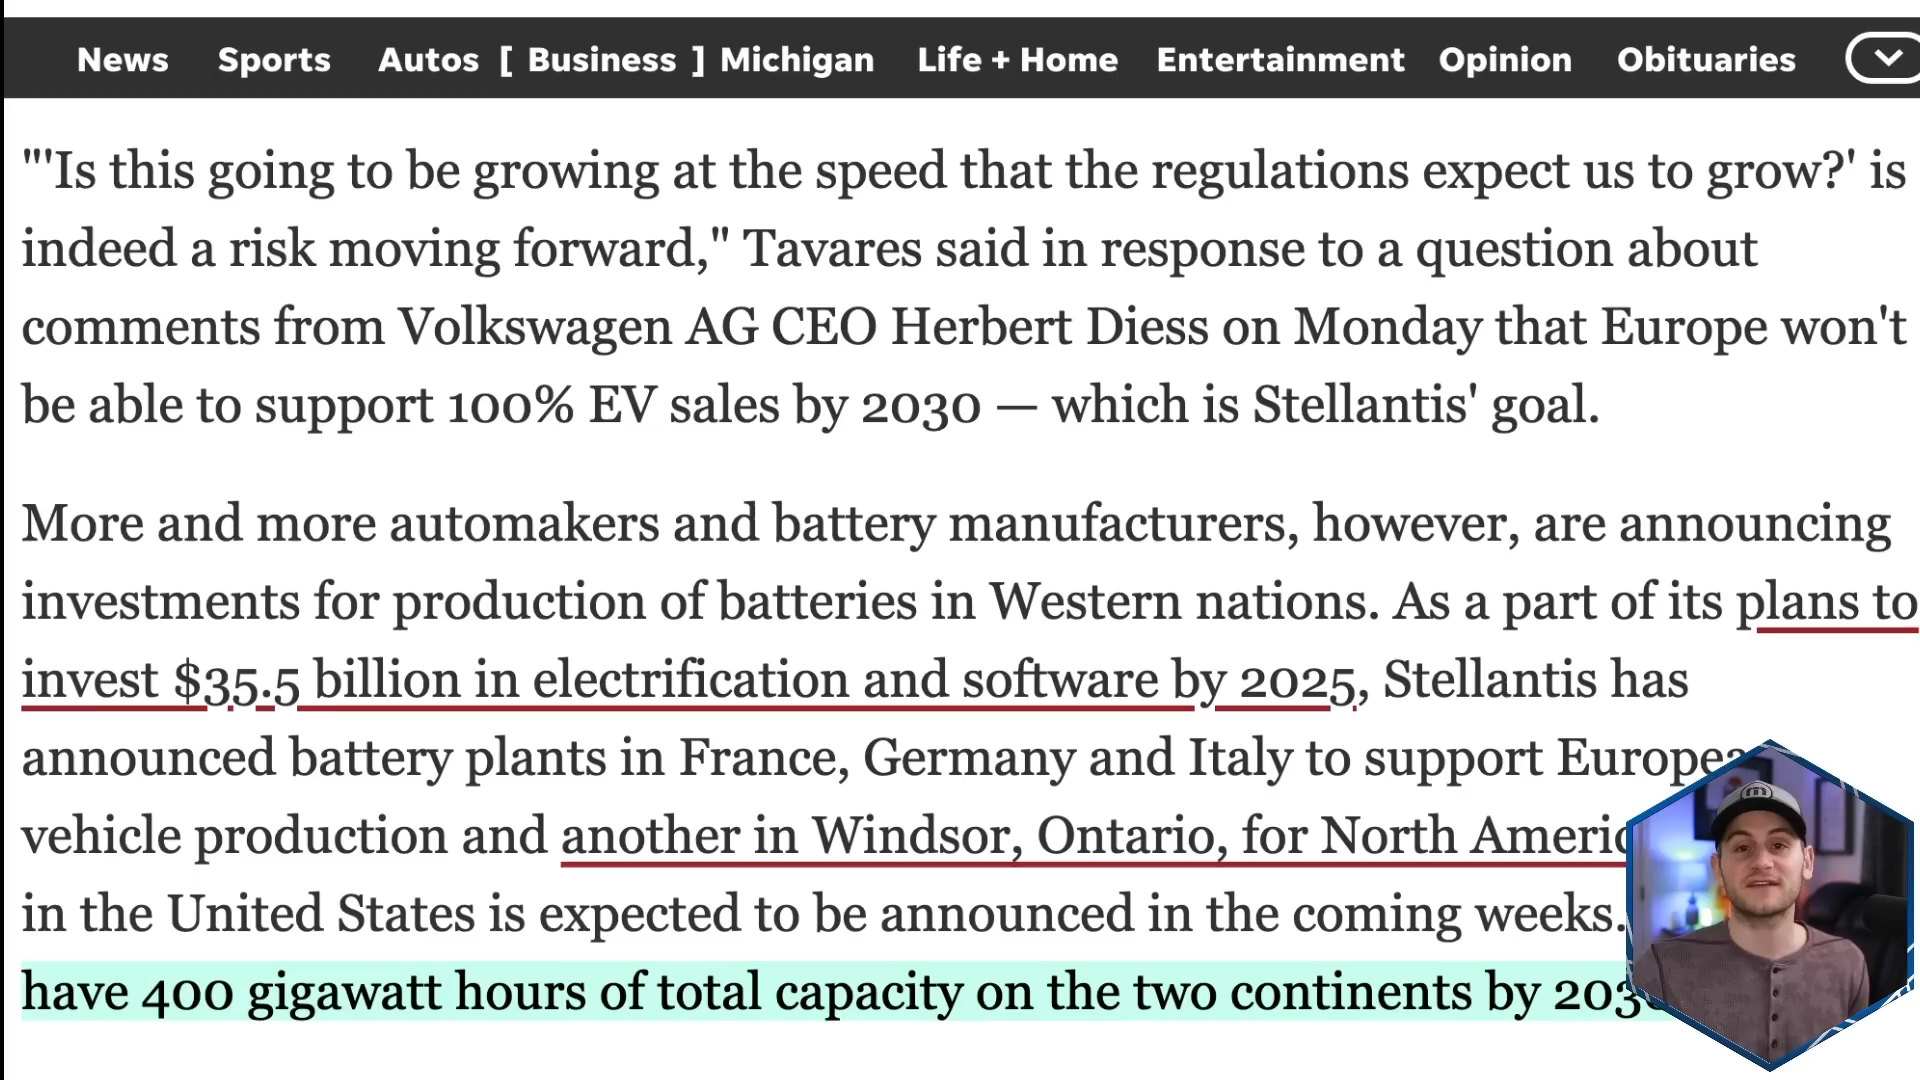 News Sports Autos [ Business ] Michigan Life + Home Entertainment Opinion Obituaries
"'Is this going to be growing at the speed that the regulations expect us to grow?' is
indeed a risk moving forward," Tavares said in response to a question about
comments from Volkswagen AG CEO Herbert Diess on Monday that Europe won't
be able to support 100% EV sales by 2030 — which is Stellantis' goal.
More and more automakers and battery manufacturers, however, are announcing
investments for production of batteries in Western nations. As a part of its plans to
invest $35.5 billion in electrification and software by 2025, Stellantis has
announced battery plants in France, Germany and Italy to support
vehicle production and another in Windsor, Ontario, for North
in the United States is expected to be announced in the coming weeks.
have 400 gigawatt hours of total capacity on the two continents by